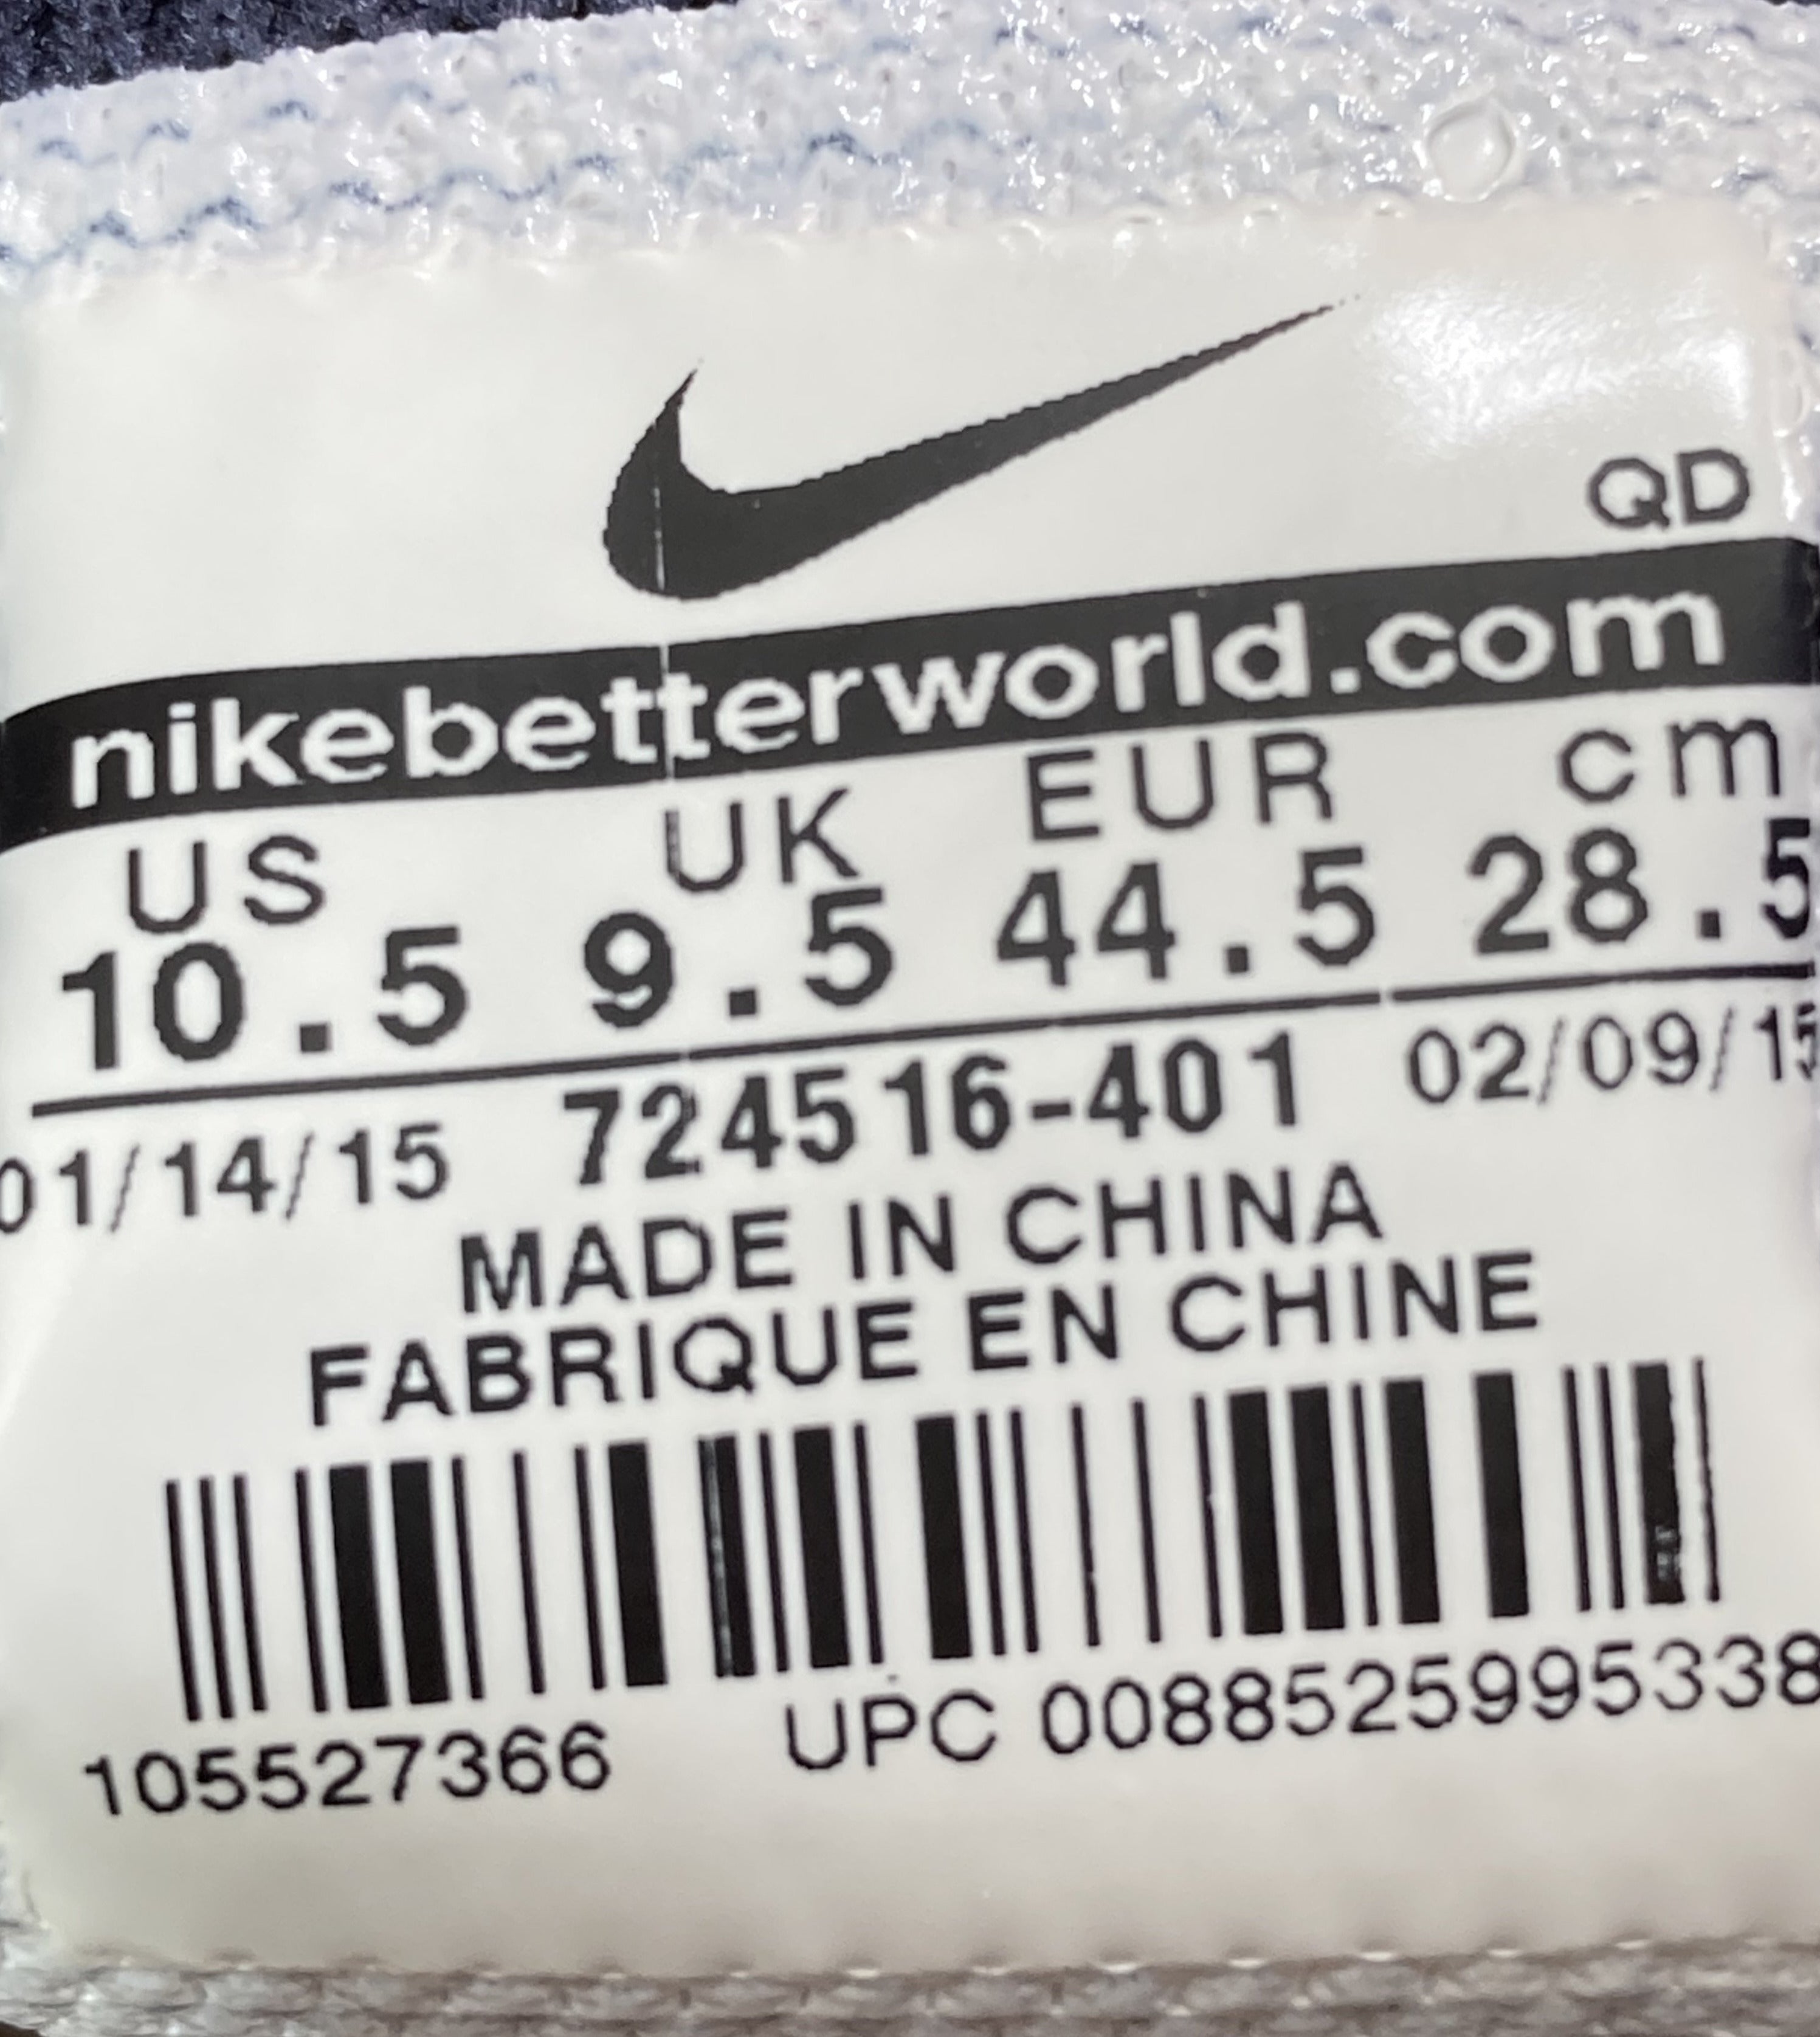 QD
nikebetterworld.com
US UK EUR cm
10.5 9.5 44.5 28.5
01/14/15 724516-401 02/09/15
MADE IN CHINA
FABRIQUE EN CHINE
105527366 UPC 0088525995338